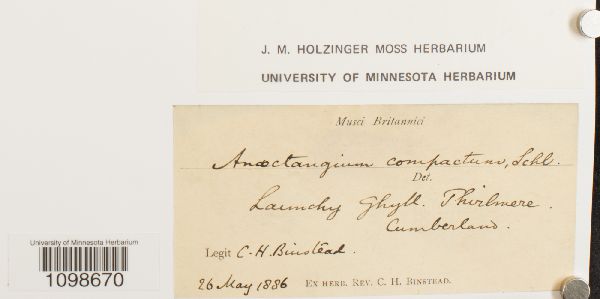 J. M. HOLZINGER MOSS HERBARIUM
UNIVERSITY OF MINNESOTA HERBARIUM
Musci Britannici
Anoectangium compactum, Schl.
Det.
Launchy Ghyll. Thirlmere.
Cumberland.
Legit C. H. Binstead.
26 May 1886 EX HERB. REV. C. H. BINSTEAD.
University of Minnesota Herbarium
1098670